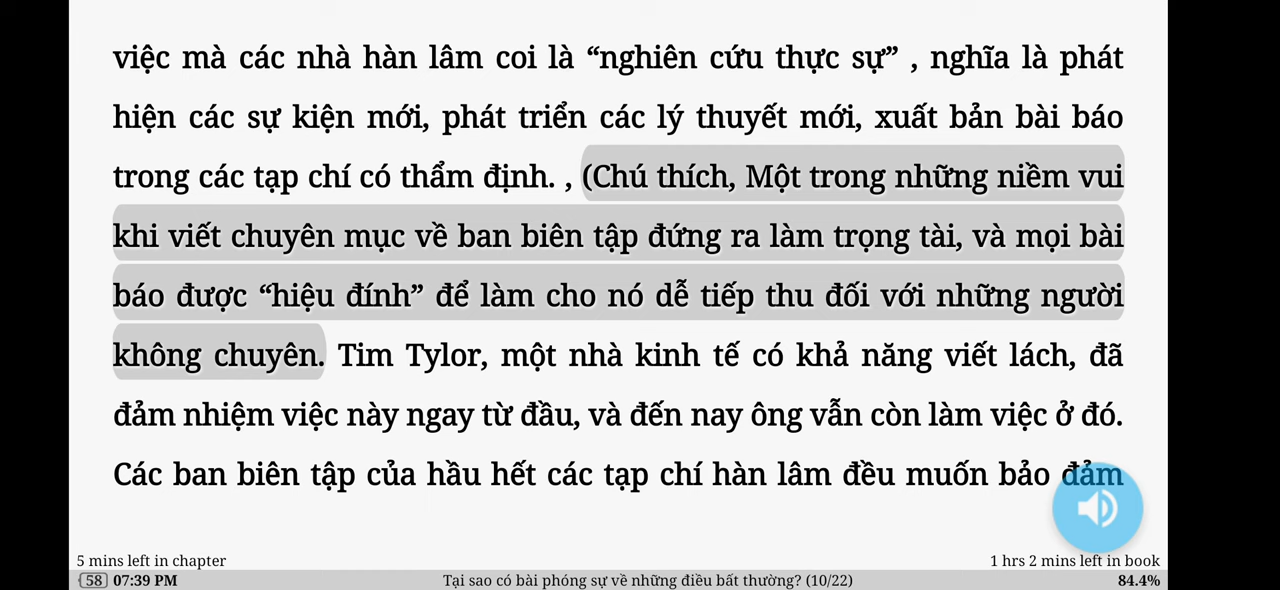 việc mà các nhà hàn lâm coi là “nghiên cứu thực sự” , nghĩa là phát
hiện các sự kiện mới, phát triển các lý thuyết mới, xuất bản bài báo
trong các tạp chí có thẩm định. , (Chú thích, Một trong những niềm vui
khi viết chuyên mục về ban biên tập đứng ra làm trọng tài, và mọi bài
báo được “hiệu đính” để làm cho nó dễ tiếp thu đối với những người
không chuyên. Tim Tylor, một nhà kinh tế có khả năng viết lách, đã
đảm nhiệm việc này ngay từ đầu, và đến nay ông vẫn còn làm việc ở đó.
Các ban biên tập của hầu hết các tạp chí hàn lâm đều muốn bảo đảm
5 mins left in chapter 1 hrs 2 mins left in book
58 07:39 PM Tại sao có bài phóng sự về những điều bất thường? (10/22) 84.4%